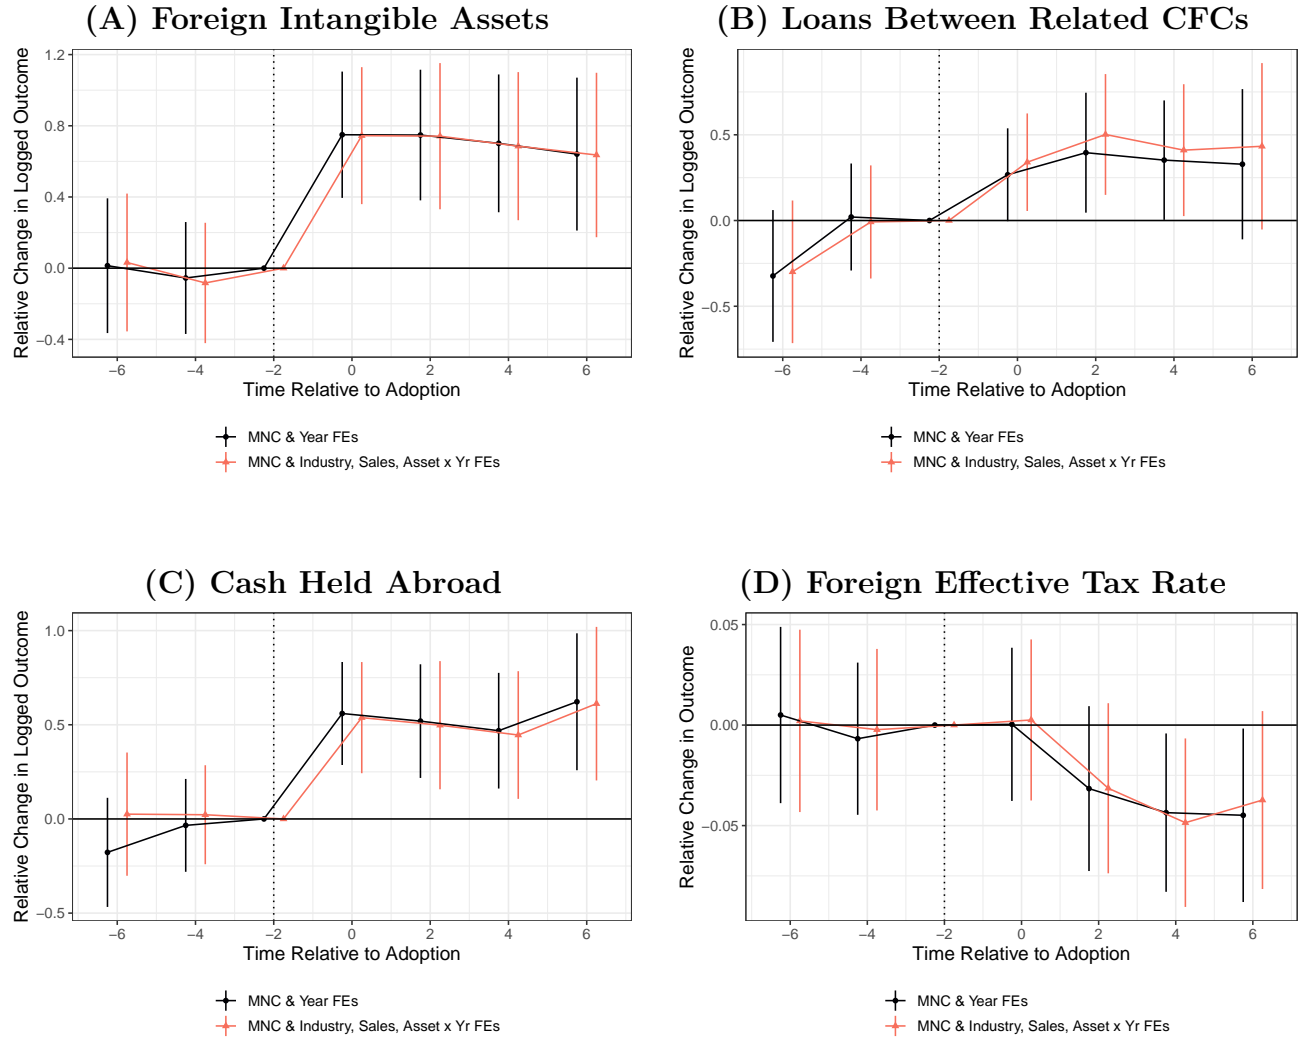 (A) Foreign Intangible Assets
Relative Change in Logged Outcome
1.2
0.8
0.4
0.0
−0.4
−6 −4 −2 0 2 4 6
Time Relative to Adoption
MNC & Year FEs
MNC & Industry, Sales, Asset x Yr FEs
(B) Loans Between Related CFCs
Relative Change in Logged Outcome
0.5
0.0
−0.5
−6 −4 −2 0 2 4 6
Time Relative to Adoption
MNC & Year FEs
MNC & Industry, Sales, Asset x Yr FEs
(C) Cash Held Abroad
Relative Change in Logged Outcome
1.0
0.5
0.0
−0.5
−6 −4 −2 0 2 4 6
Time Relative to Adoption
MNC & Year FEs
MNC & Industry, Sales, Asset x Yr FEs
(D) Foreign Effective Tax Rate
Relative Change in Outcome
0.05
0.00
−0.05
−6 −4 −2 0 2 4 6
Time Relative to Adoption
MNC & Year FEs
MNC & Industry, Sales, Asset x Yr FEs